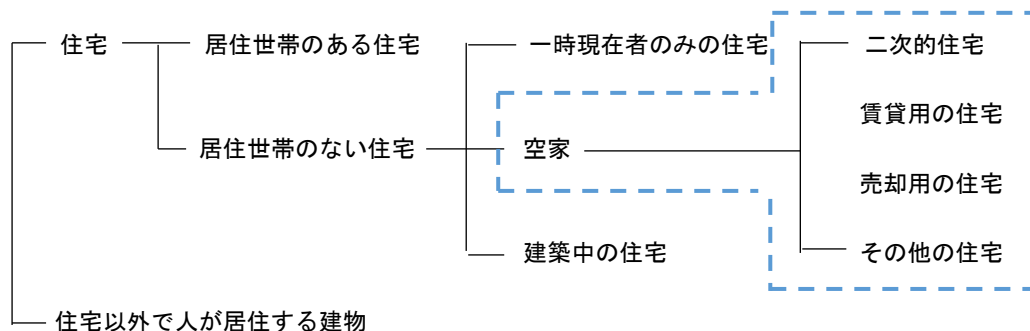 住宅
居住世帯のある住宅
一時現在者のみの住宅
二次的住宅
賃貸用の住宅
居住世帯のない住宅
空家
売却用の住宅
建築中の住宅
その他の住宅
住宅以外で人が居住する建物